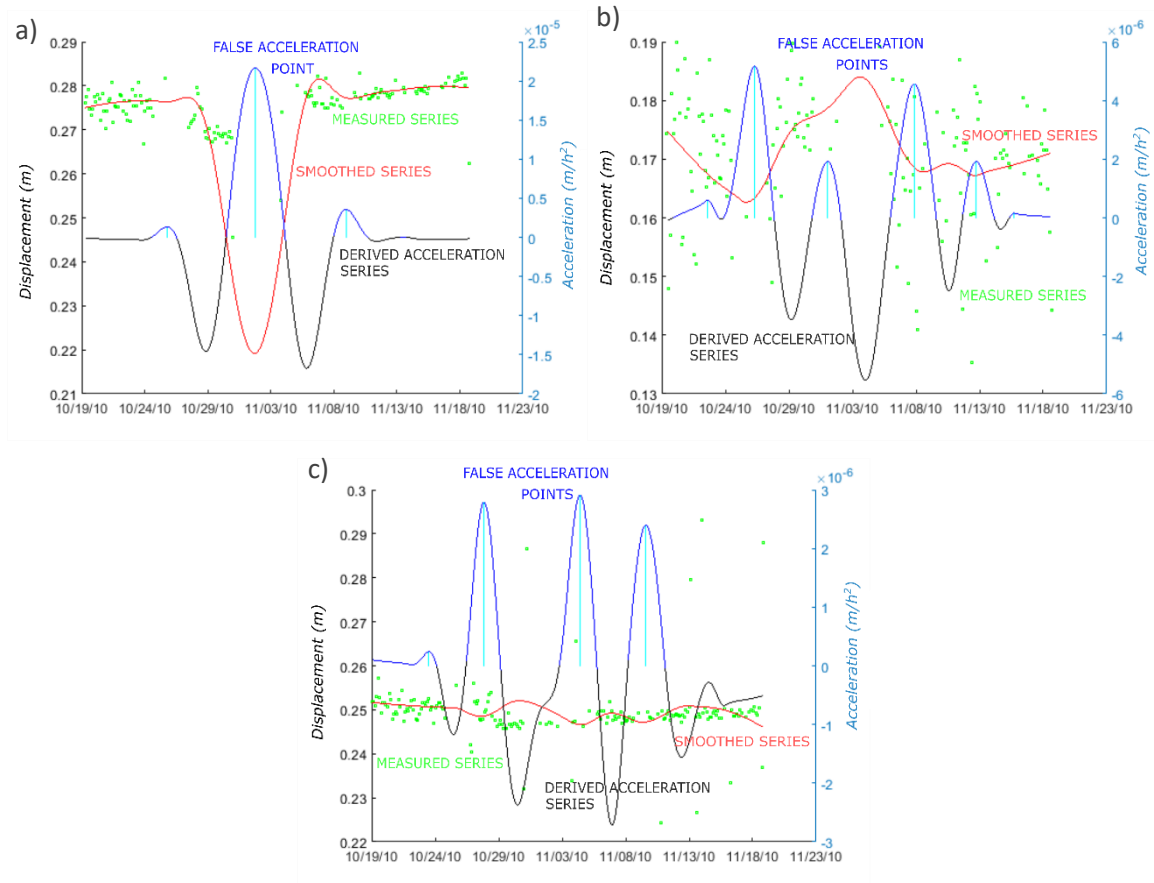 a)
FALSE ACCELERATION
POINT
0.29
0.28
0.27
0.26
0.25
0.24
0.23
0.22
0.21
Displacement (m)
MEASURED SERIES
SMOOTHED SERIES
DERIVED ACCELERATION
SERIES
×10⁻⁵
2.5
2
1.5
1
0.5
0
-0.5
-1
-1.5
-2
Acceleration (m/h²)
10/19/10 10/24/10 10/29/10 11/03/10 11/08/10 11/13/10 11/18/10 11/23/10
b)
FALSE ACCELERATION
POINTS
0.19
0.18
0.17
0.16
0.15
0.14
0.13
Displacement (m)
SMOOTHED SERIES
MEASURED SERIES
DERIVED ACCELERATION
SERIES
×10⁻⁶
6
4
2
0
-2
-4
-6
Acceleration (m/h²)
10/19/10 10/24/10 10/29/10 11/03/10 11/08/10 11/13/10 11/18/10 11/23/10
c)
FALSE ACCELERATION
POINTS
0.3
0.29
0.28
0.27
0.26
0.25
0.24
0.23
0.22
Displacement (m)
SMOOTHED SERIES
MEASURED SERIES
DERIVED ACCELERATION
SERIES
×10⁻⁶
3
2
1
0
-1
-2
-3
Acceleration (m/h²)
10/19/10 10/24/10 10/29/10 11/03/10 11/08/10 11/13/10 11/18/10 11/23/10